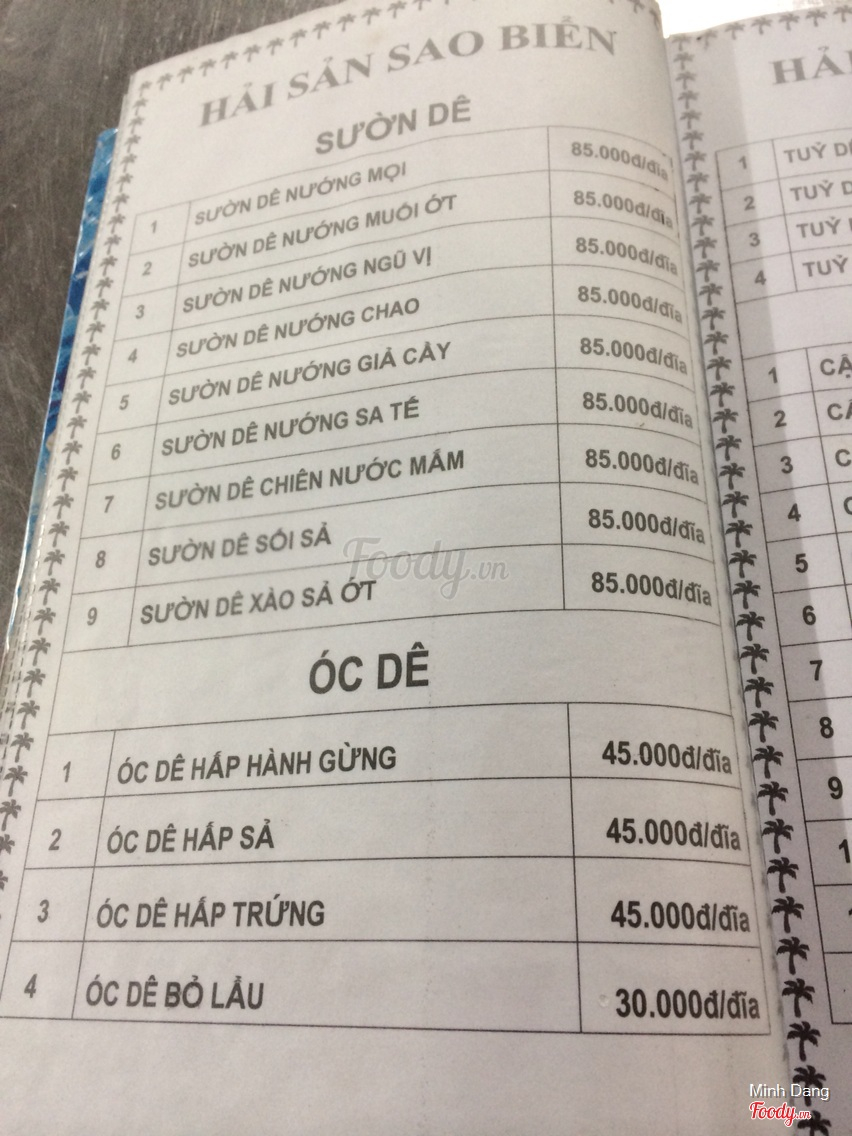 HẢI SẢN SAO BIỂN
SƯỜN DÊ
1 SƯỜN DÊ NƯỚNG MỌI 85.000đ/đĩa
2 SƯỜN DÊ NƯỚNG MUỐI ỚT 85.000đ/đĩa
3 SƯỜN DÊ NƯỚNG NGŨ VỊ 85.000đ/đĩa
4 SƯỜN DÊ NƯỚNG CHAO 85.000đ/đĩa
5 SƯỜN DÊ NƯỚNG GIẢ CẦY 85.000đ/đĩa
6 SƯỜN DÊ NƯỚNG SA TẾ 85.000đ/đĩa
7 SƯỜN DÊ CHIÊN NƯỚC MẮM 85.000đ/đĩa
8 SƯỜN DÊ SỐI SẢ 85.000đ/đĩa
9 SƯỜN DÊ XÀO SẢ ỚT 85.000đ/đĩa
ÓC DÊ
1 ÓC DÊ HẤP HÀNH GỪNG 45.000đ/đĩa
2 ÓC DÊ HẤP SẢ 45.000đ/đĩa
3 ÓC DÊ HẤP TRỨNG 45.000đ/đĩa
4 ÓC DÊ BỎ LẨU 30.000đ/đĩa
HẢI
1 TUỶ DÊ
2 TUỶ D
3 TUỶ
4 TUỶ
1
2
3
4
5
6
7
8
9
Foody.vn
Minh Dang
Foody.vn